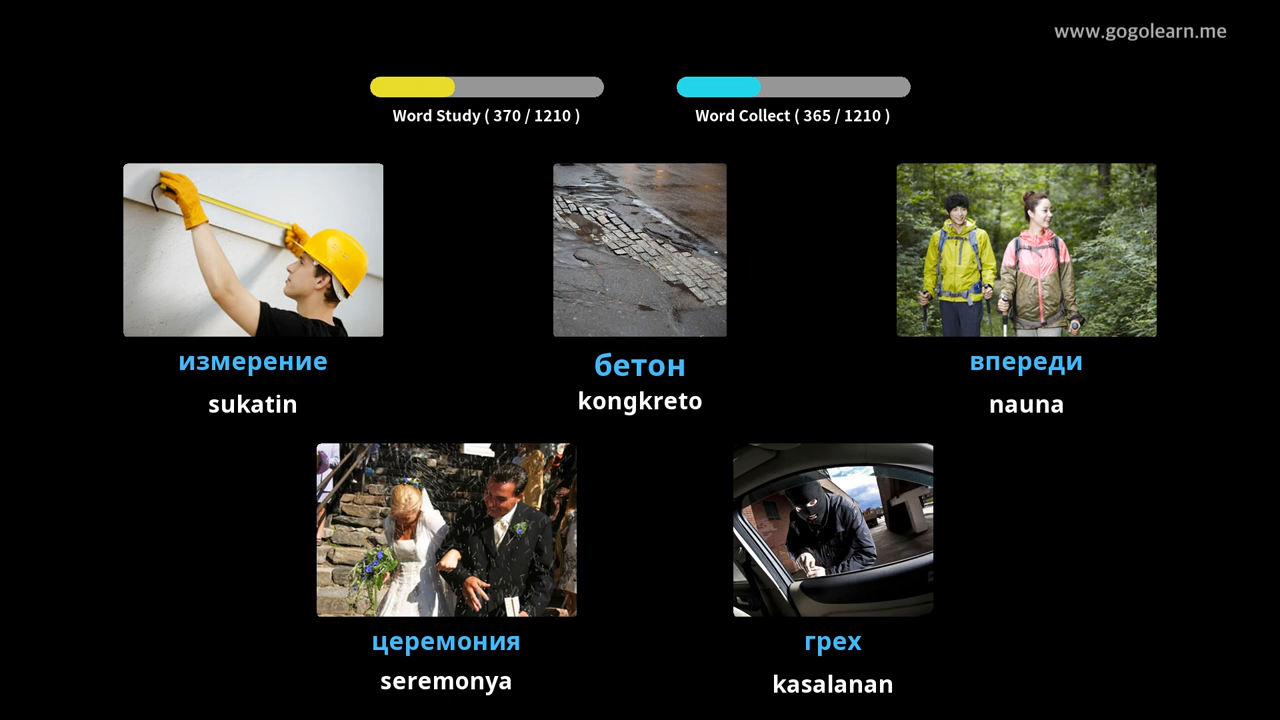 www.gogolearn.me
Word Study ( 370 / 1210 )
Word Collect ( 365 / 1210 )
измерение
sukatin
бетон
kongkreto
впереди
nauna
церемония
seremonya
грех
kasalanan